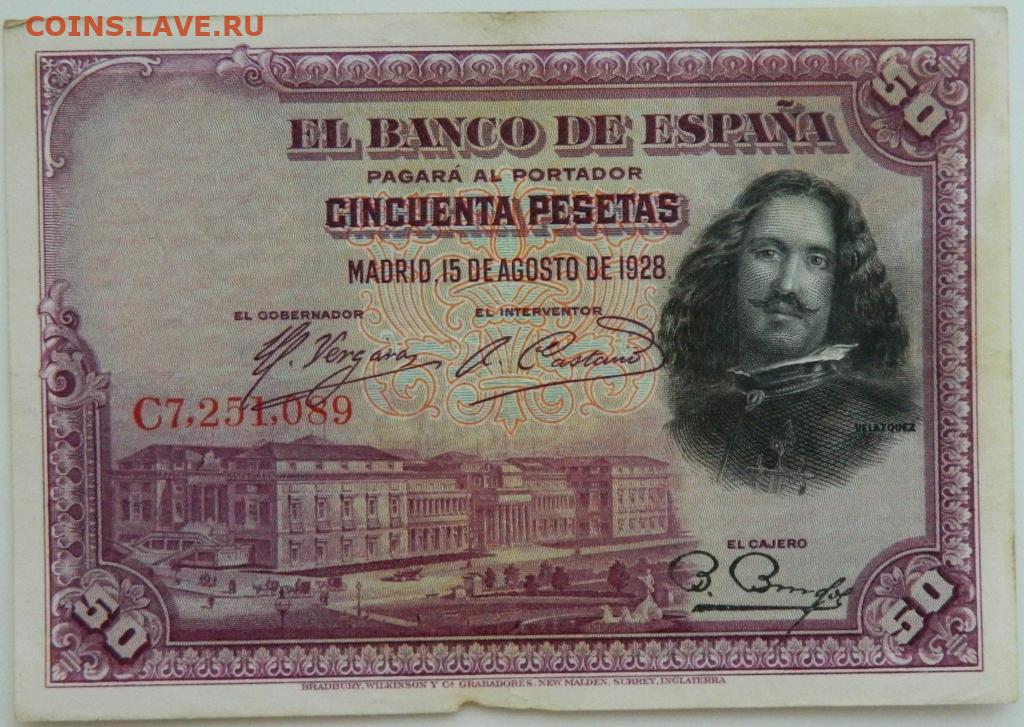 COINS.LAVE.RU
50
EL BANCO DE ESPAÑA
PAGARÁ AL PORTADOR
CINCUENTA PESETAS
MADRID, 15 DE AGOSTO DE 1928.
EL GOBERNADOR
EL INTERVENTOR
C7,251,089
VELAZQUEZ
EL CAJERO
50
50
BRADBURY, WILKINSON Y Cª GRABADORES, NEW MALDEN, SURREY, INGLATERRA